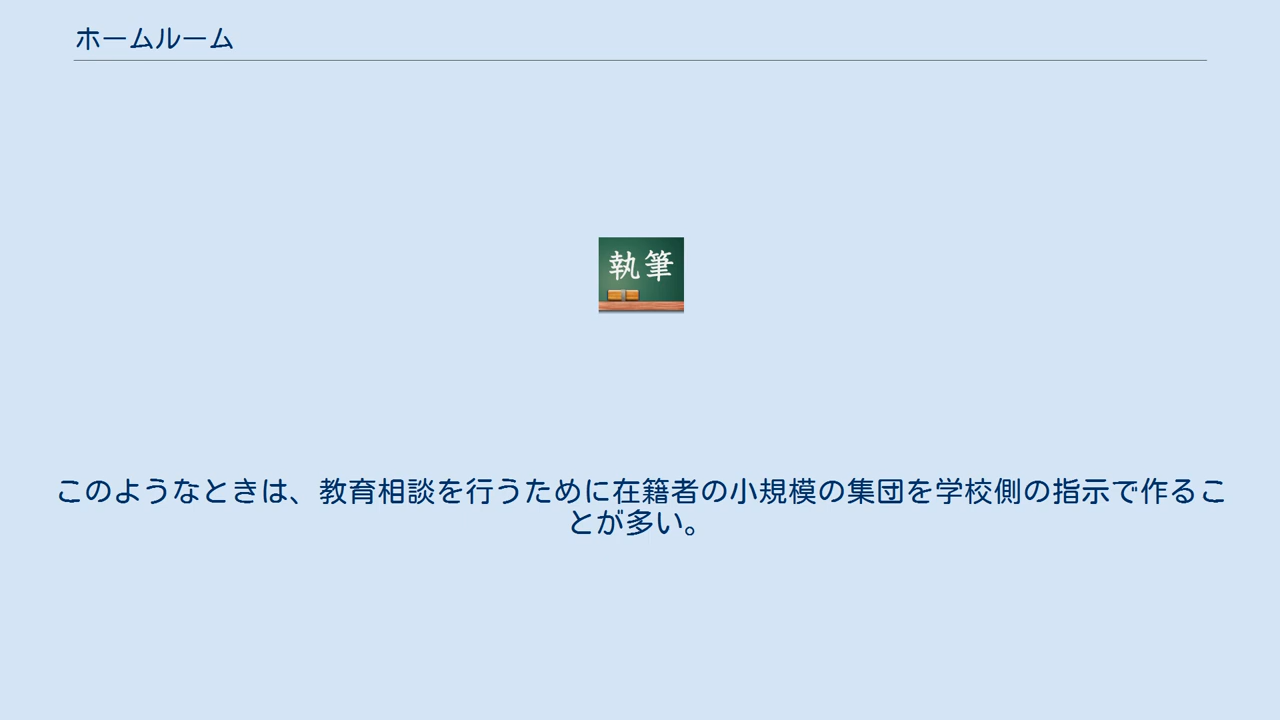 ホームルーム
執筆
このようなときは、教育相談を行うために在籍者の小規模の集団を学校側の指示で作るこ
とが多い。